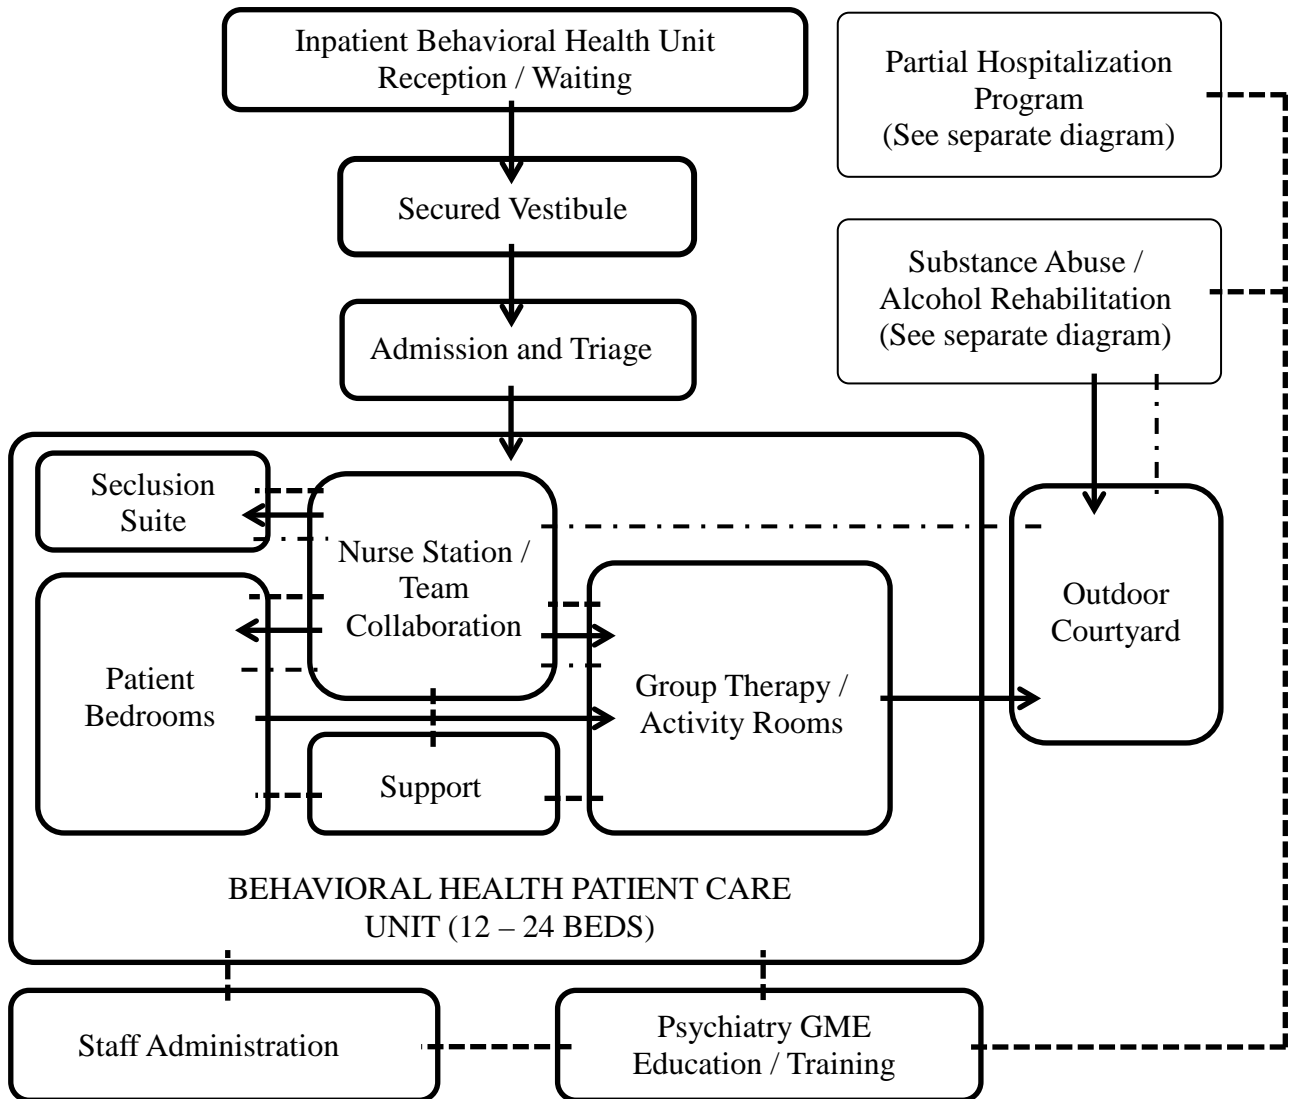 Inpatient Behavioral Health Unit
Reception / Waiting
Partial Hospitalization
Program
(See separate diagram)
Secured Vestibule
Substance Abuse /
Alcohol Rehabilitation
(See separate diagram)
Admission and Triage
Seclusion
Suite
Nurse Station /
Team
Collaboration
Outdoor
Courtyard
Patient
Bedrooms
Group Therapy /
Activity Rooms
Support
BEHAVIORAL HEALTH PATIENT CARE
UNIT (12 – 24 BEDS)
Staff Administration
Psychiatry GME
Education / Training